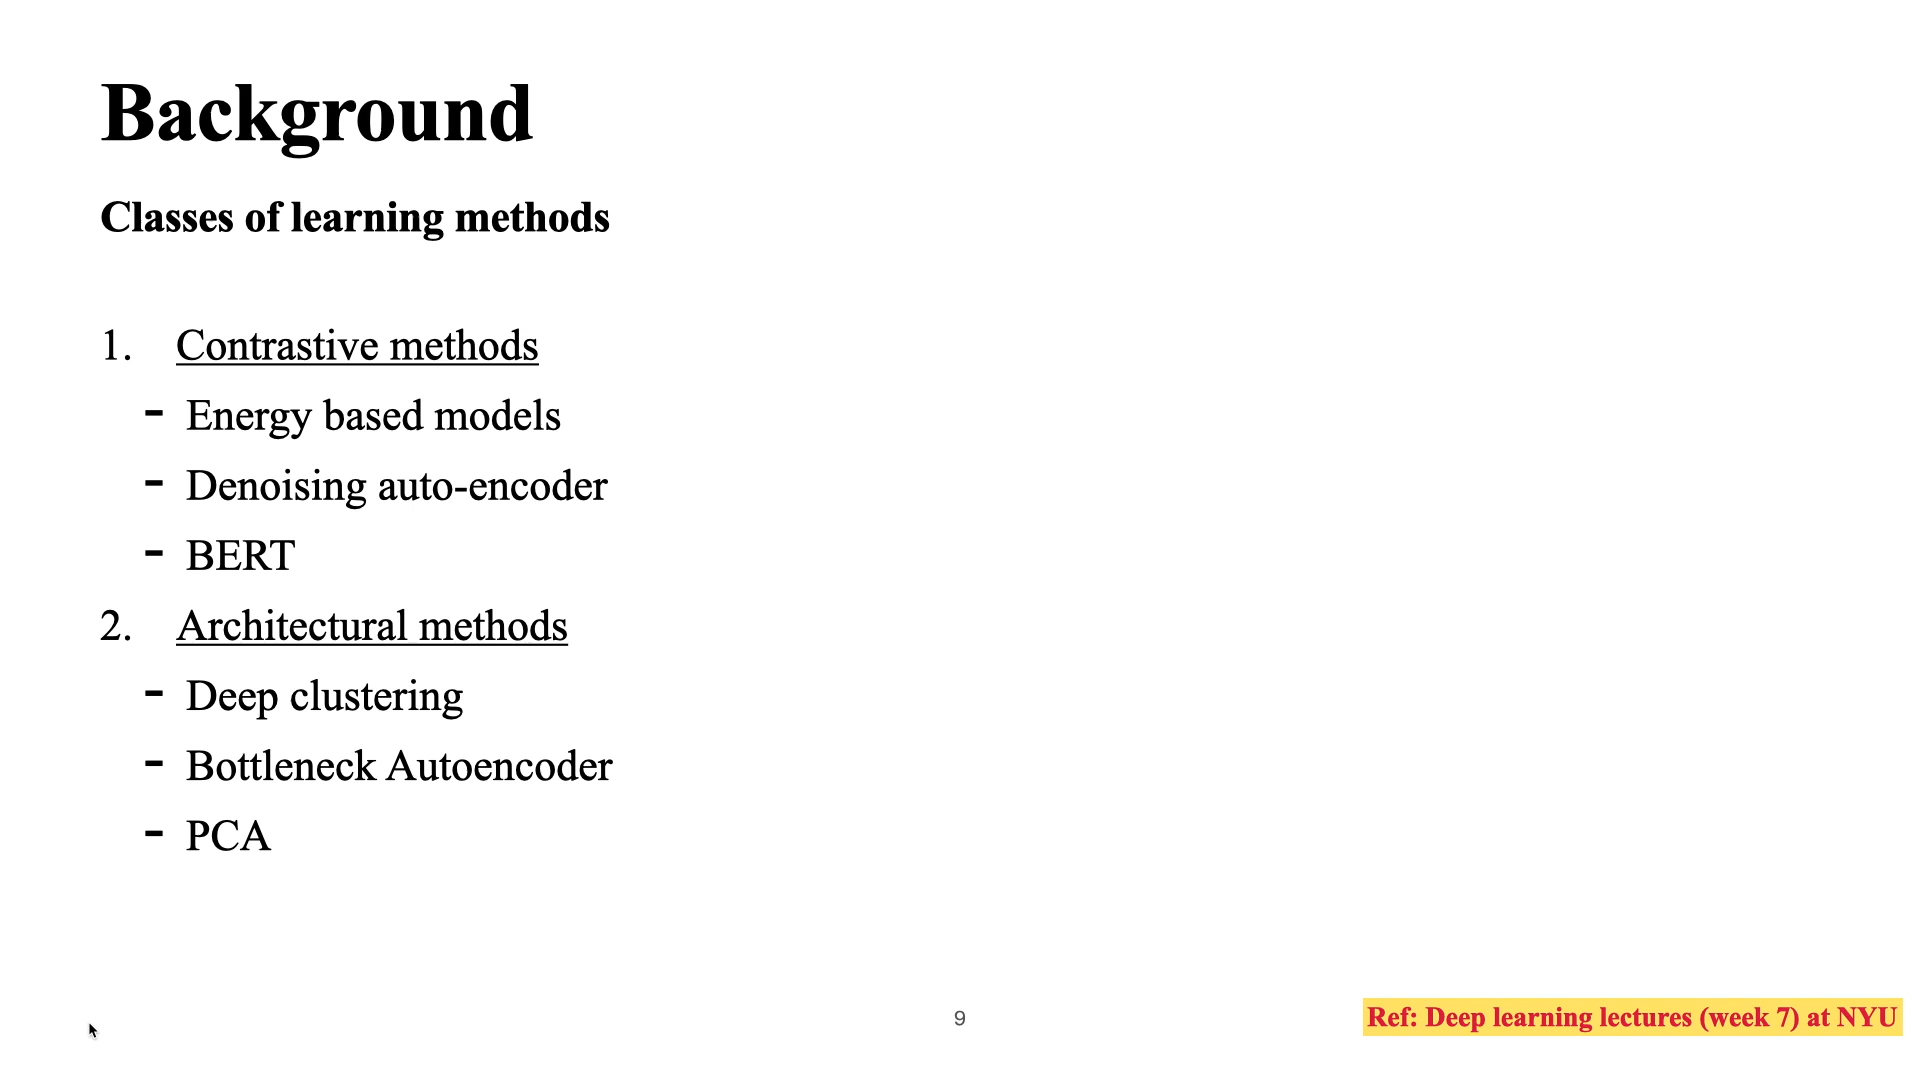 Background
Classes of learning methods
1. Contrastive methods
- Energy based models
- Denoising auto-encoder
- BERT
2. Architectural methods
- Deep clustering
- Bottleneck Autoencoder
- PCA
9
Ref: Deep learning lectures (week 7) at NYU